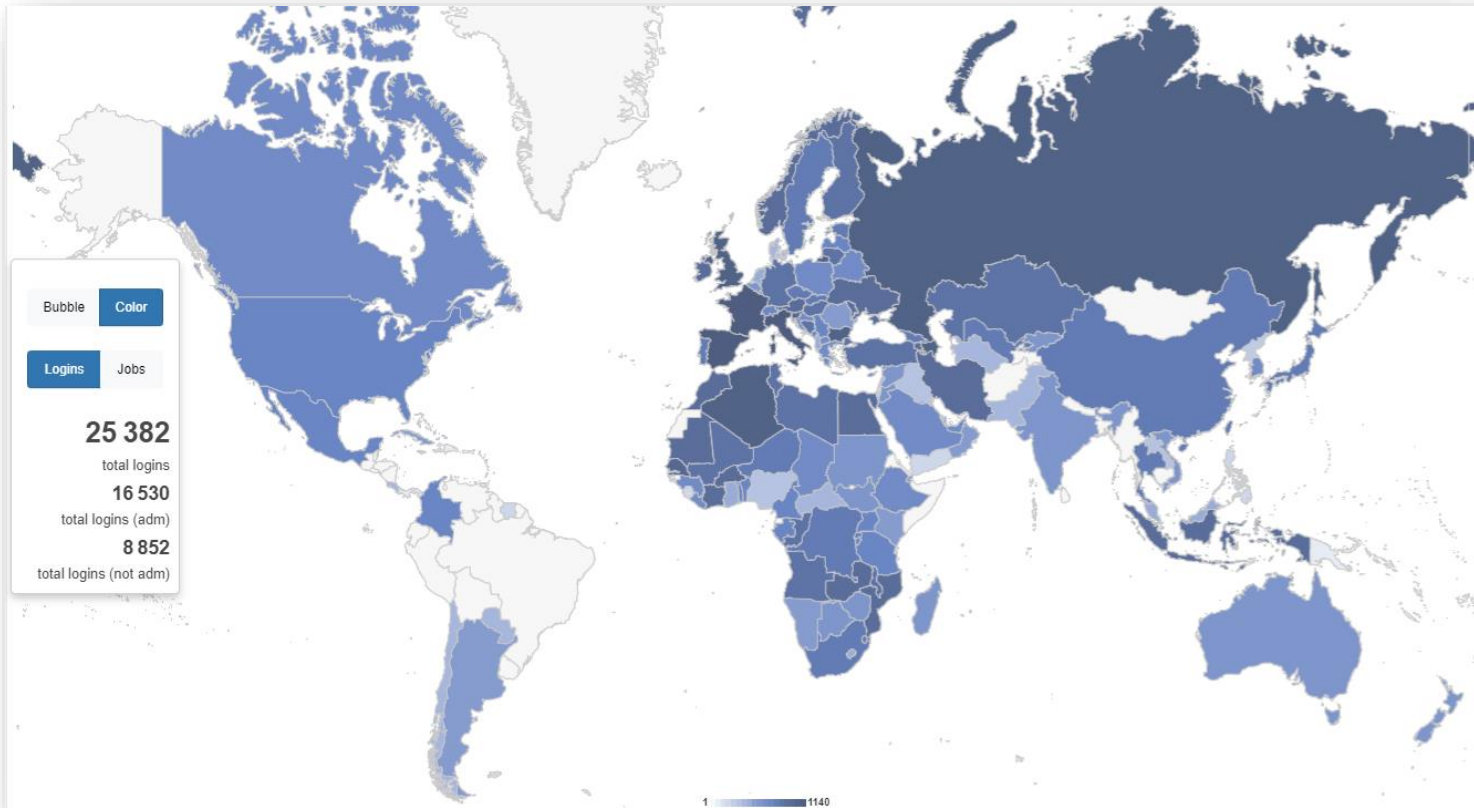 Bubble Color
Logins Jobs
25 382
total logins
16 530
total logins (adm)
8 852
total logins (not adm)
1 1140